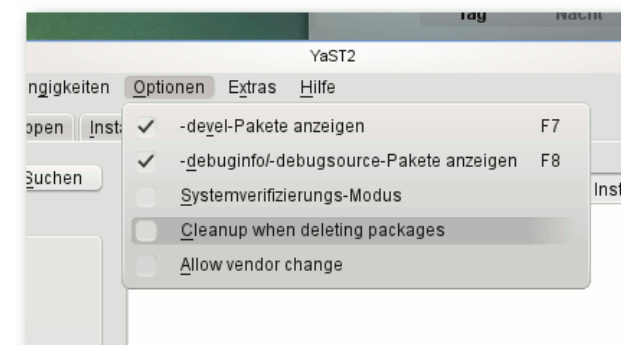 Tag Nacht
YaST2
ngigkeiten Optionen Extras Hilfe
ppen Inst
-devel-Pakete anzeigen F7
-debuginfo/-debugsource-Pakete anzeigen F8
Suchen
Systemverifizierungs-Modus
Inst
Cleanup when deleting packages
Allow vendor change